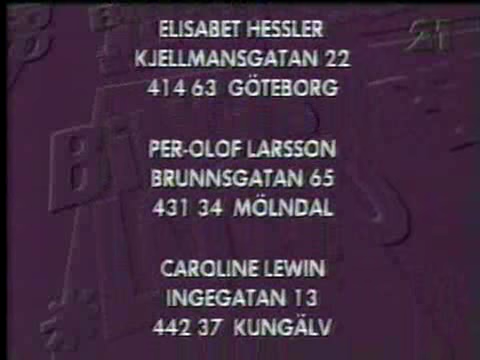 ELISABET HESSLER
KJELLMANSGATAN 22
414 63 GÖTEBORG
PER-OLOF LARSSON
BRUNNSGATAN 65
431 34 MÖLNDAL
CAROLINE LEWIN
INGEGATAN 13
442 37 KUNGÄLV
21